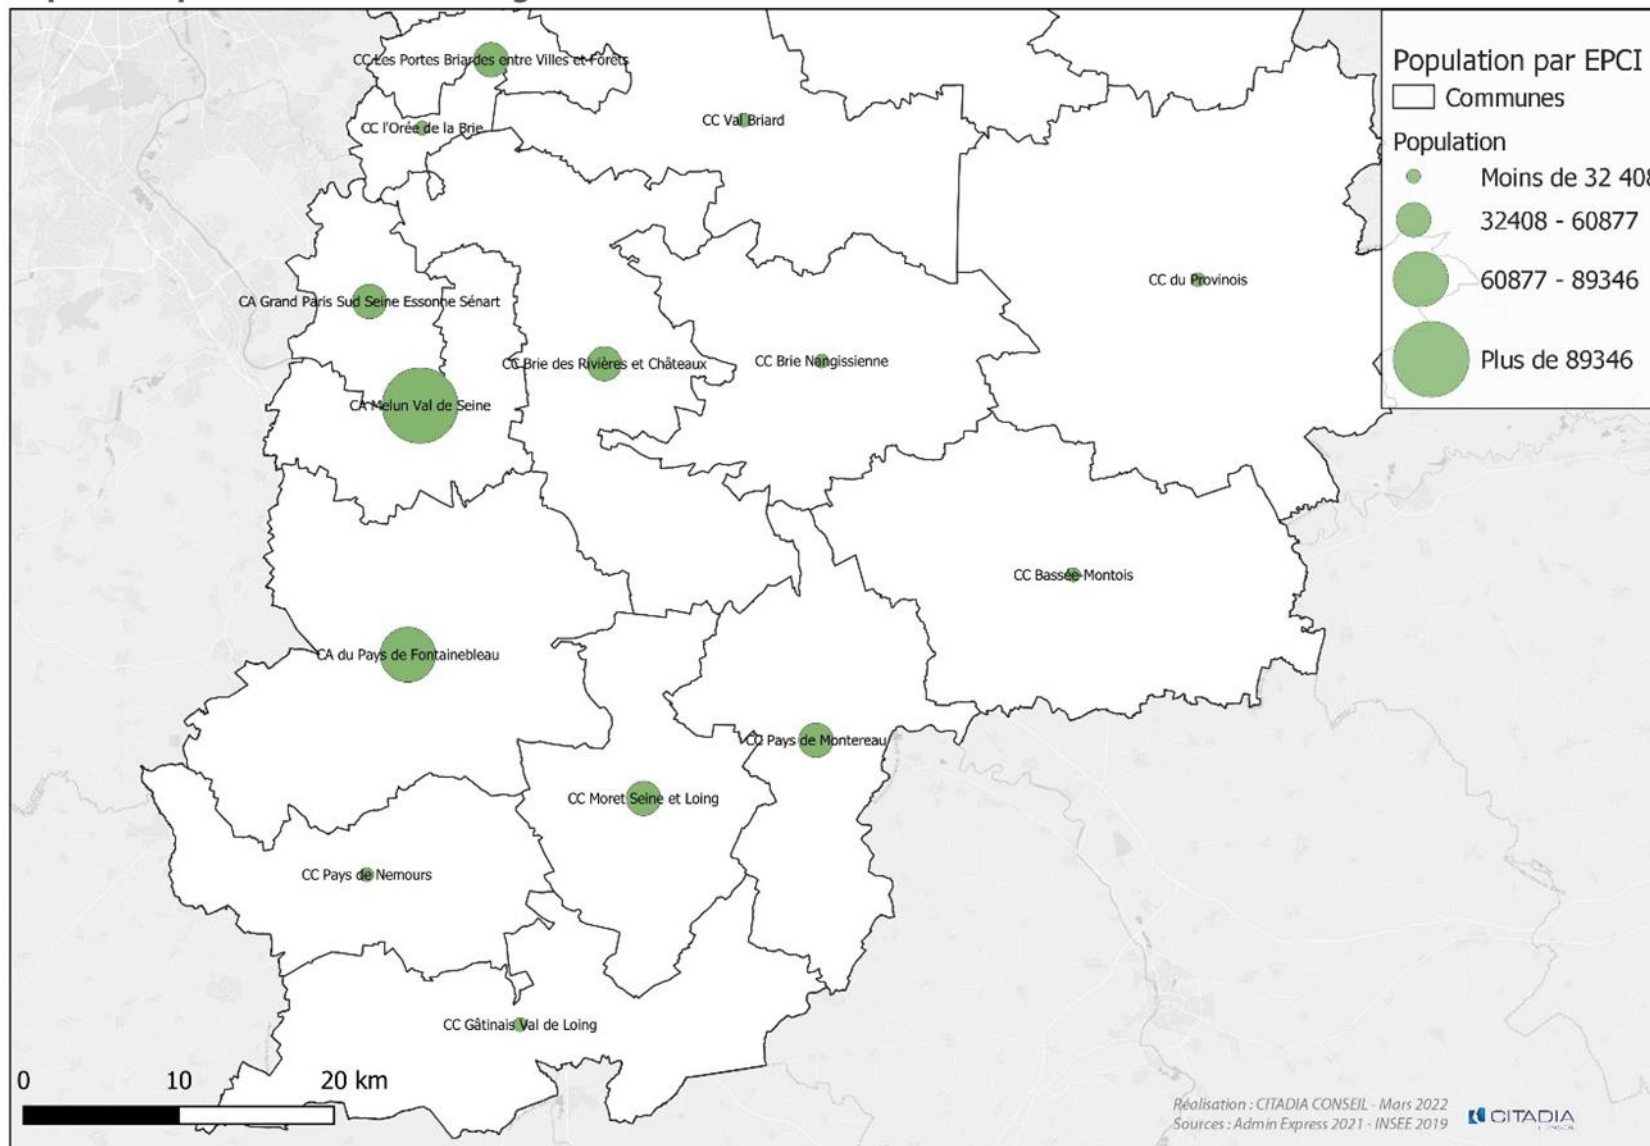 CC Les Portes Briardes entre Villes et Forêts
CC l'Orée de la Brie
CC Val Briard
CA Grand Paris Sud Seine Essonne Sénart
CC du Provinois
CC Brie des Rivières et Châteaux
CC Brie Nangissienne
CA Melun Val de Seine
CC Bassée-Montois
CA du Pays de Fontainebleau
CC Pays de Montereau
CC Moret Seine et Loing
CC Pays de Nemours
CC Gâtinais Val de Loing
Population par EPCI
Communes
Population
Moins de 32 408
32408 - 60877
60877 - 89346
Plus de 89346
0 10 20 km
Réalisation : CITADIA CONSEIL - Mars 2022
Sources : Admin Express 2021 - INSEE 2019
CITADIA